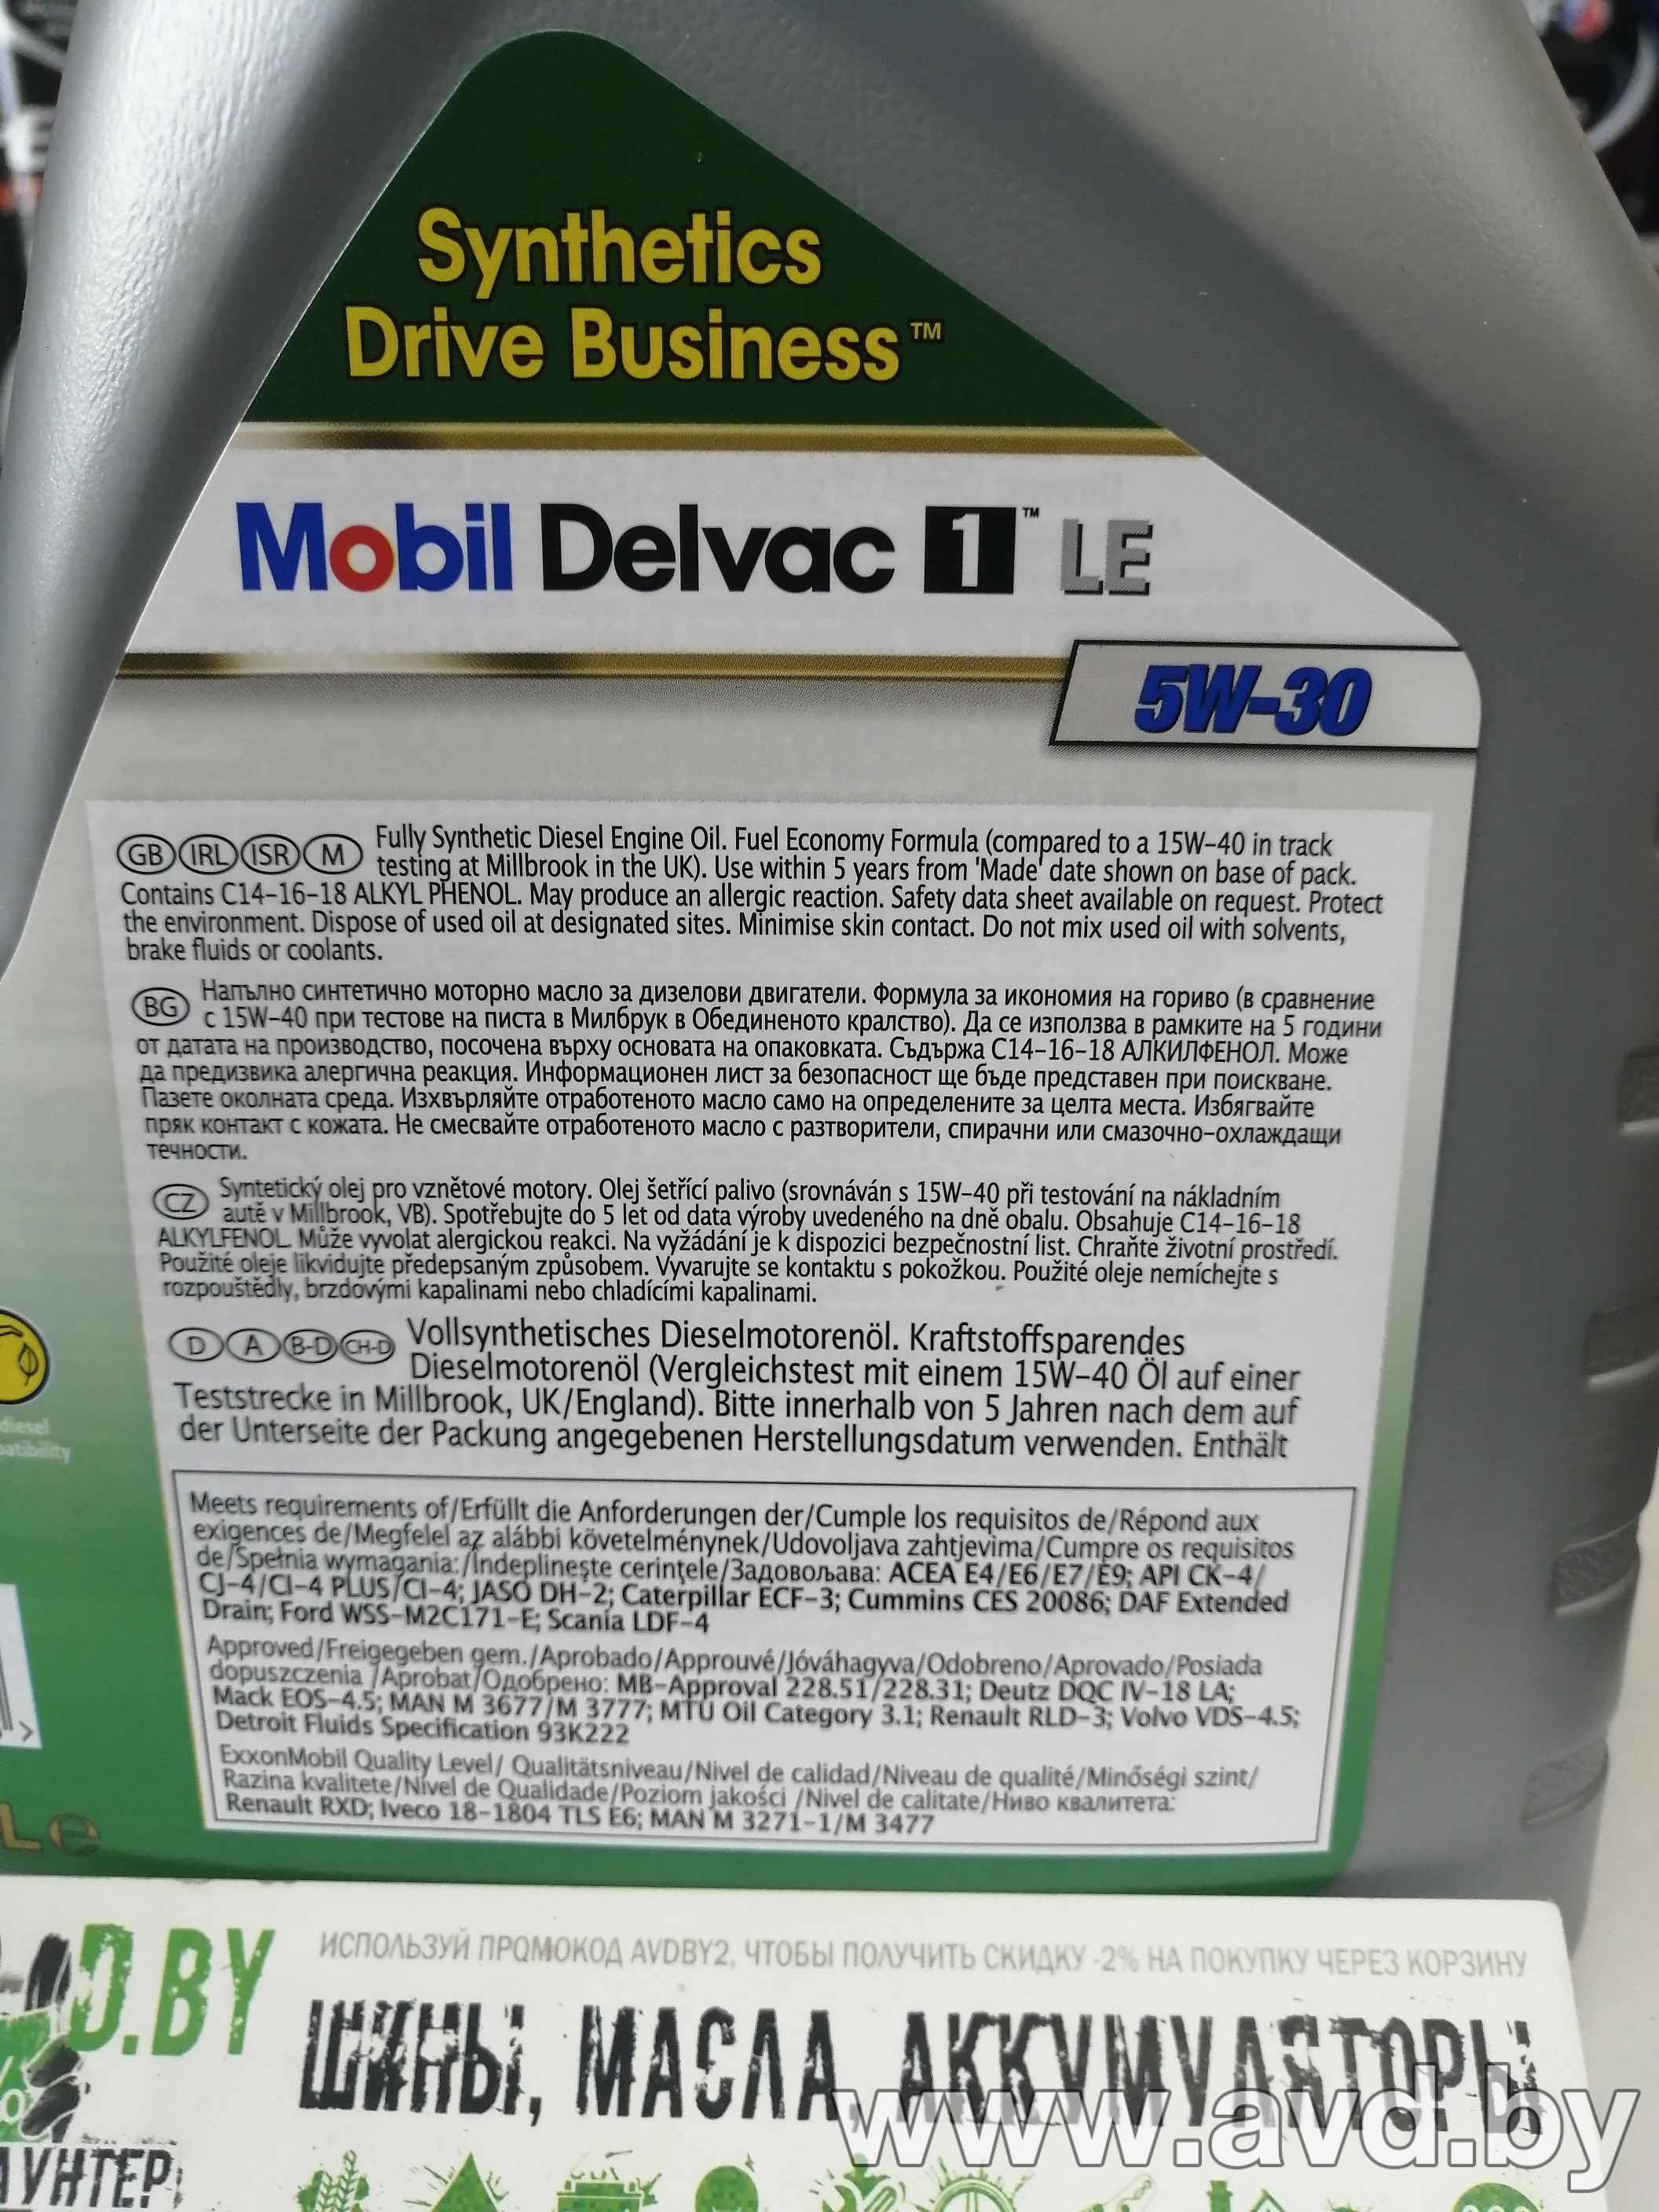 Synthetics
Drive Business™
Mobil Delvac 1™ LE
5W-30
GB IRL ISR M Fully Synthetic Diesel Engine Oil. Fuel Economy Formula (compared to a 15W-40 in track
testing at Millbrook in the UK). Use within 5 years from 'Made' date shown on base of pack.
Contains C14-16-18 ALKYL PHENOL. May produce an allergic reaction. Safety data sheet available on request. Protect
the environment. Dispose of used oil at designated sites. Minimise skin contact. Do not mix used oil with solvents,
brake fluids or coolants.
BG Напълно синтетично моторно масло за дизелови двигатели. Формула за икономия на гориво (в сравнение
с 15W-40 при тестове на писта в Милбрук в Обединеното кралство). Да се използва в рамките на 5 години
от датата на производство, посочена върху основата на опаковката. Съдържа С14-16-18 АЛКИЛФЕНОЛ. Може
да предизвика алергична реакция. Информационен лист за безопасност ще бъде представен при поискване.
Пазете околната среда. Изхвърляйте отработеното масло само на определените за целта места. Избягвайте
пряк контакт с кожата. Не смесвайте отработеното масло с разтворители, спирачни или смазочно-охлаждащи
течности.
CZ Syntetický olej pro vznětové motory. Olej šetřící palivo (srovnáván s 15W-40 při testování na nákladním
autě v Millbrook, VB). Spotřebujte do 5 let od data výroby uvedeného na dně obalu. Obsahuje C14-16-18
ALKYLFENOL. Může vyvolat alergickou reakci. Na vyžádání je k dispozici bezpečnostní list. Chraňte životní prostředí.
Použité oleje likvidujte předepsaným způsobem. Vyvarujte se kontaktu s pokožkou. Použité oleje nemíchejte s
rozpouštědly, brzdovými kapalinami nebo chladícími kapalinami.
D A B-D CH-D Vollsynthetisches Dieselmotorenöl. Kraftstoffsparendes
Dieselmotorenöl (Vergleichstest mit einem 15W-40 Öl auf einer
Teststrecke in Millbrook, UK/England). Bitte innerhalb von 5 Jahren nach dem auf
der Unterseite der Packung angegebenen Herstellungsdatum verwenden. Enthält
Meets requirements of/Erfüllt die Anforderungen der/Cumple los requisitos de/Répond aux
exigences de/Megfelel az alábbi követelménynek/Udovoljava zahtjevima/Cumpre os requisitos
de/Spełnia wymagania:/Îndeplineşte cerinţele/Задовољава: ACEA E4/E6/E7/E9; API CK-4/
CJ-4/CI-4 PLUS/CI-4; JASO DH-2; Caterpillar ECF-3; Cummins CES 20086; DAF Extended
Drain; Ford WSS-M2C171-E; Scania LDF-4
Approved/Freigegeben gem./Aprobado/Approuvé/Jóváhagyva/Odobreno/Aprovado/Posiada
dopuszczenia /Aprobat/Одобрено: MB-Approval 228.51/228.31; Deutz DQC IV-18 LA;
Mack EOS-4.5; MAN M 3677/M 3777; MTU Oil Category 3.1; Renault RLD-3; Volvo VDS-4.5;
Detroit Fluids Specification 93K222
ExxonMobil Quality Level/ Qualitätsniveau/Nivel de calidad/Niveau de qualité/Minőségi szint/
Razina kvalitete/Nível de Qualidade/Poziom jakości /Nivel de calitate/Ниво квалитета:
Renault RXD; Iveco 18-1804 TLS E6; MAN M 3271-1/M 3477
diesel
patibility
L e
D.BY
ИСПОЛЬЗУЙ ПРОМОКОД AVDBY2, ЧТОБЫ ПОЛУЧИТЬ СКИДКУ -2% НА ПОКУПКУ ЧЕРЕЗ КОРЗИНУ
ШИНЫ, МАСЛА, АККУМУЛЯТОРЫ
АУНТЕР
www.avd.by